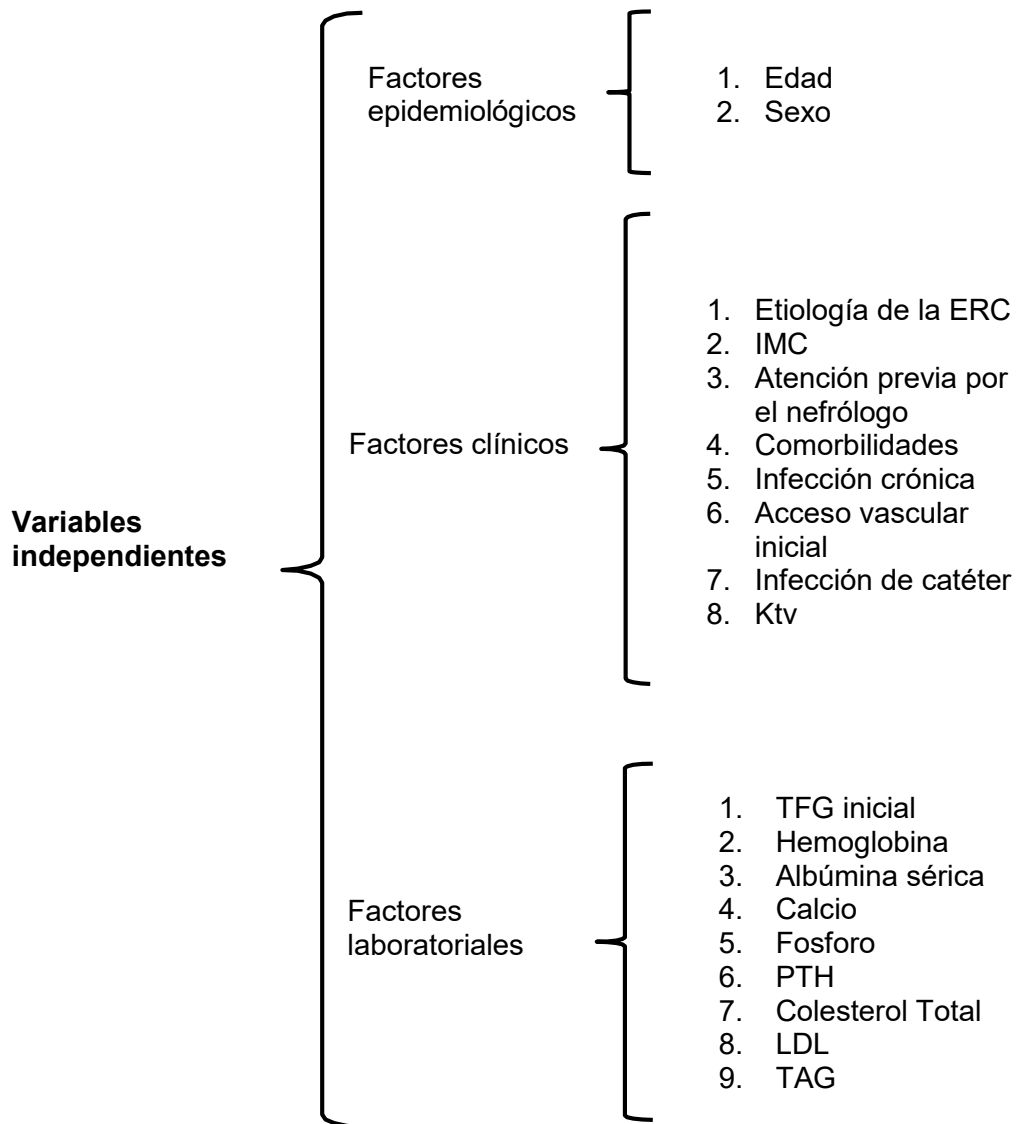 Variables
independientes
Factores
epidemiológicos
1. Edad
2. Sexo
Factores clínicos
1. Etiología de la ERC
2. IMC
3. Atención previa por
el nefrólogo
4. Comorbilidades
5. Infección crónica
6. Acceso vascular
inicial
7. Infección de catéter
8. Ktv
Factores
laboratoriales
1. TFG inicial
2. Hemoglobina
3. Albúmina sérica
4. Calcio
5. Fosforo
6. PTH
7. Colesterol Total
8. LDL
9. TAG